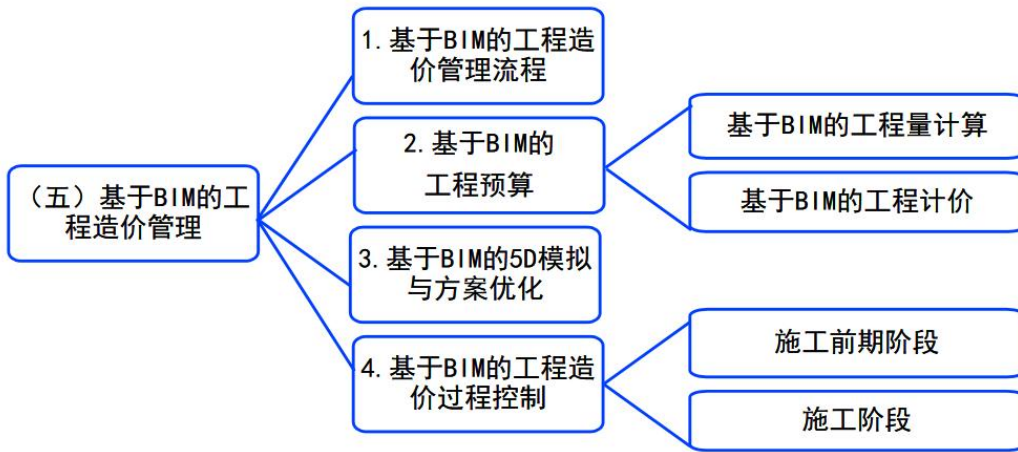 （五）基于BIM的工
程造价管理
1.基于BIM的工程造
价管理流程
2.基于BIM的
工程预算
基于BIM的工程量计算
基于BIM的工程计价
3.基于BIM的5D模拟
与方案优化
4.基于BIM的工程造
价过程控制
施工前期阶段
施工阶段